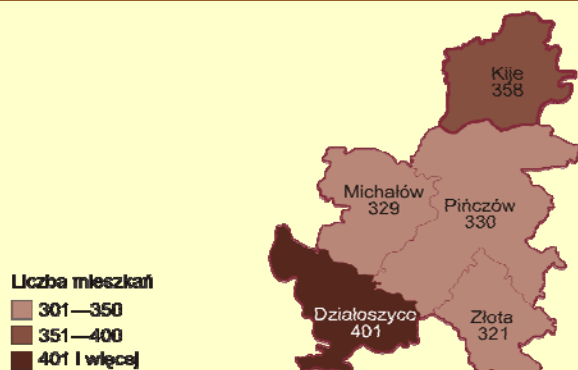 Kije
358
Michałów
329
Pińczów
330
Działoszyce
401
Złota
321
Liczba mieszkań
301—350
351—400
401 i więcej